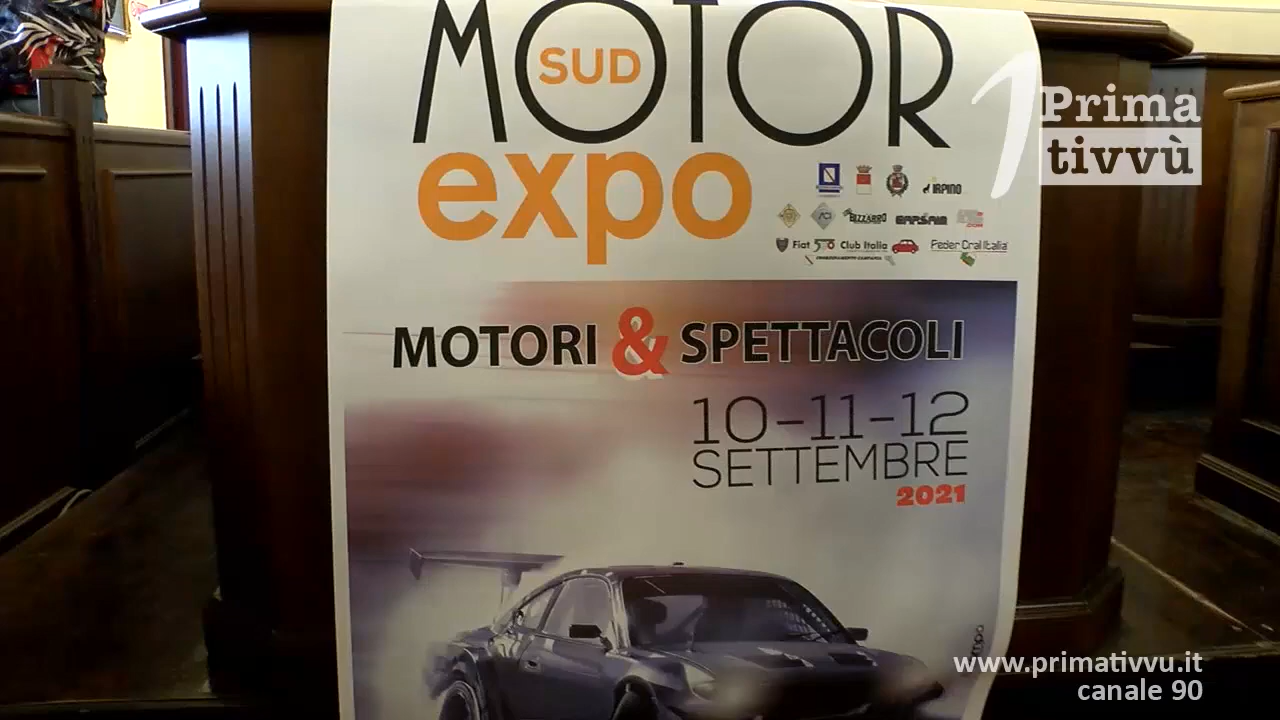 MOTOR
SUD
expo
Prima
tivvù
IRPINO
ACI
BIZZARRO
Fiat 500 Club Italia
Feder Cral Italia
MOTORI & SPETTACOLI
10-11-12
SETTEMBRE
2021
www.primativvu.it
canale 90